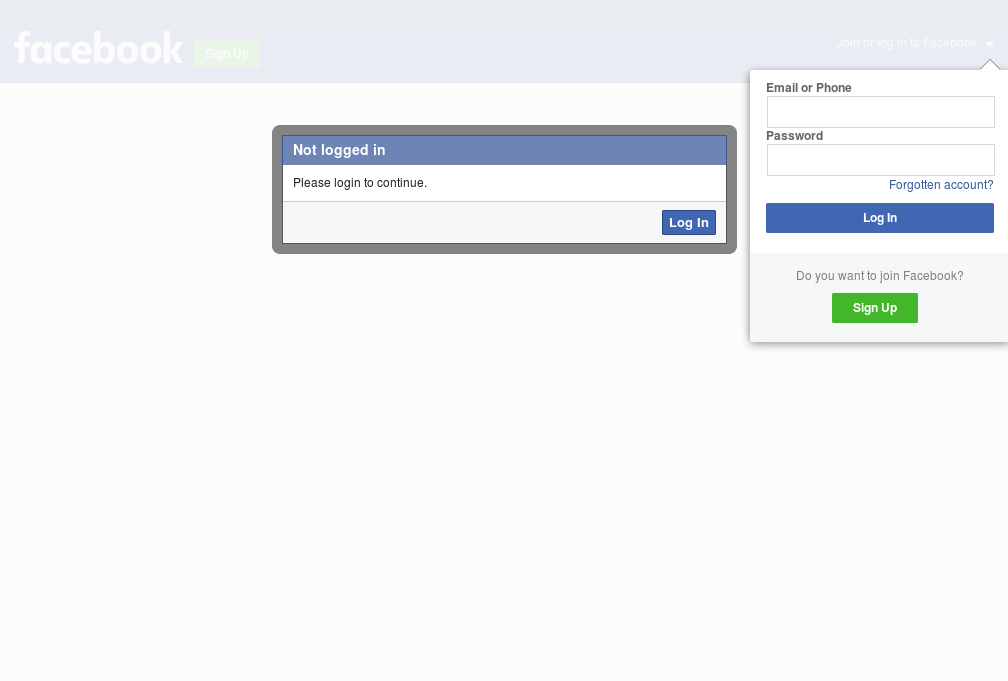 facebook
Sign Up
Join or log in to Facebook
Email or Phone
Password
Forgotten account?
Log In
Do you want to join Facebook?
Sign Up
Not logged in
Please login to continue.
Log In